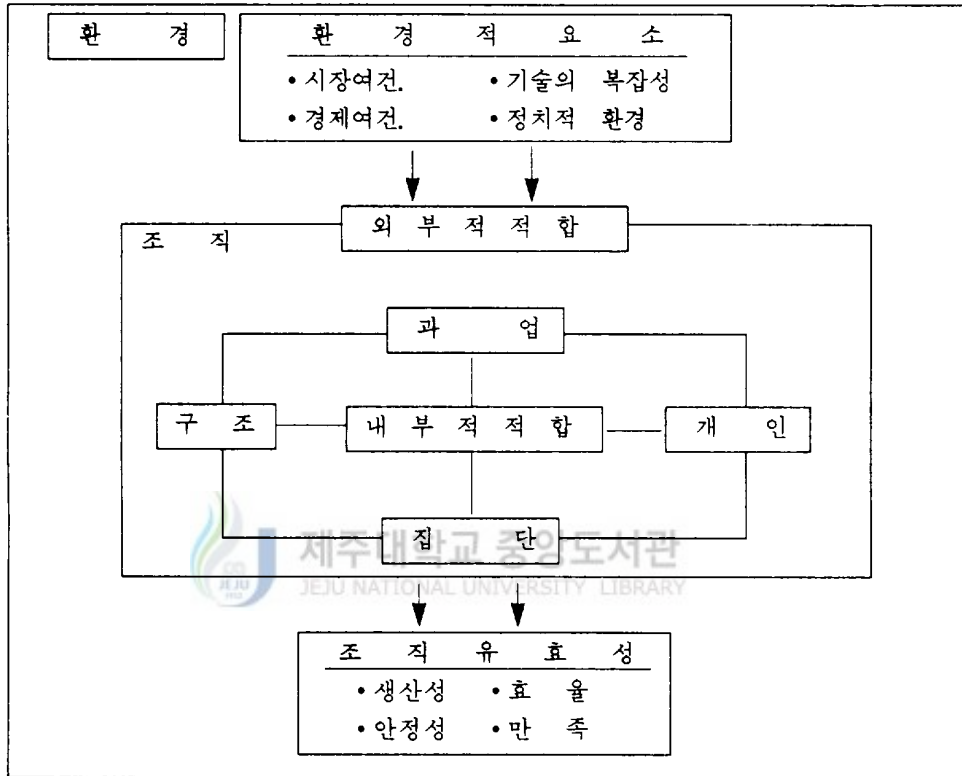 환 경
환 경 적 요 소
• 시장여건. • 기술의 복잡성
• 경제여건. • 정치적 환경
외 부 적 적 합
조 직
과 업
구 조 내 부 적 적 합 개 인
집 단
제주대학교 중앙도서관
JEJU NATIONAL UNIVERSITY LIBRARY
JEJU
1952
조 직 유 효 성
• 생산성 • 효 율
• 안정성 • 만 족